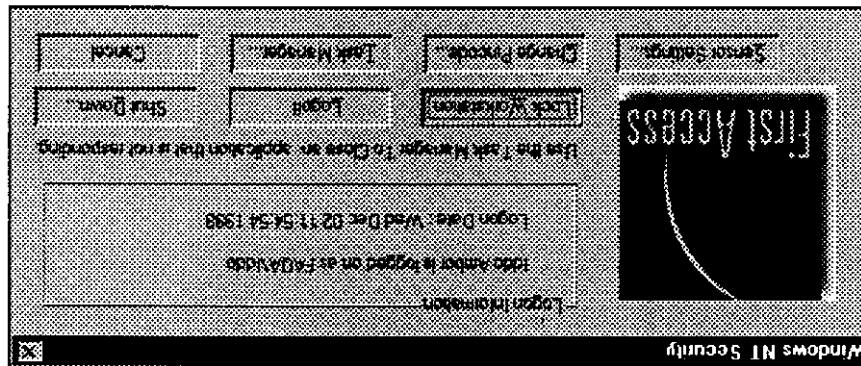 Windows NT Security
Logon Information
is logged on as
Logon Date : Wed Dec 02 11:54:54 1998
Use the Task Manager To Close an application that is not responding
First Access
Lock Workstation
Logoff
Shut Down...
Sensor Settings...
Change Pincode...
Task Manager...
Cancel